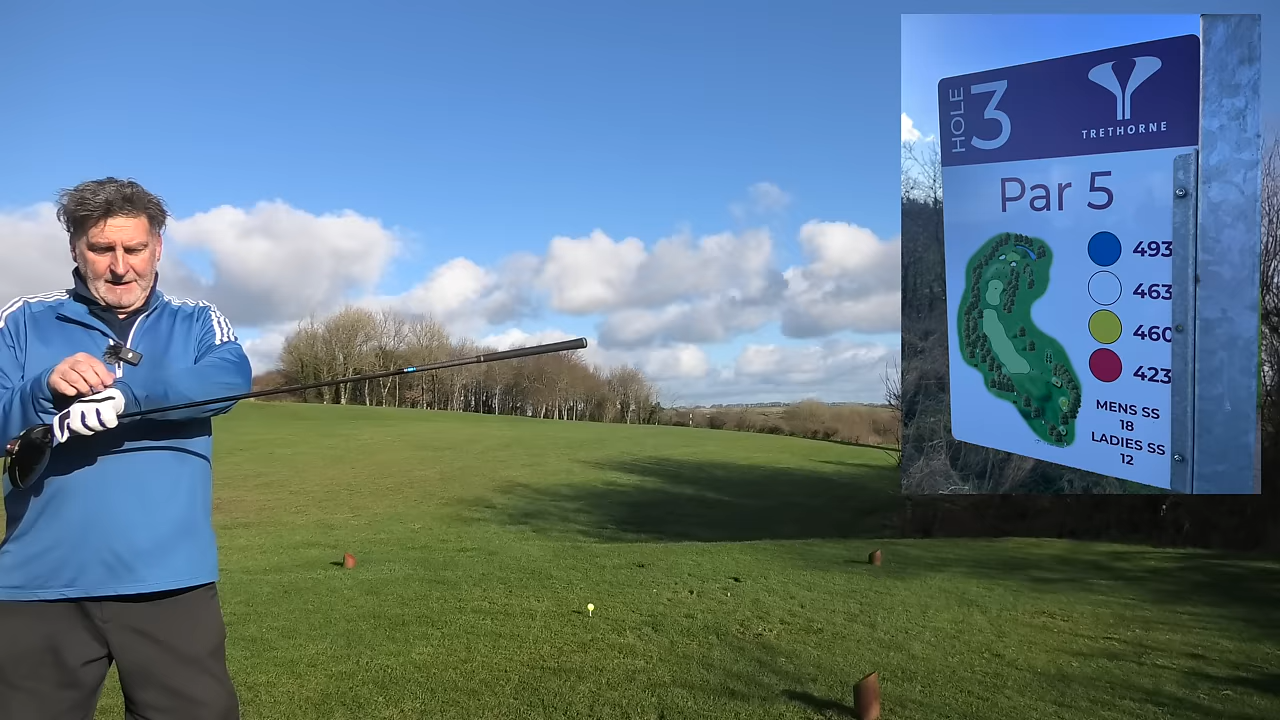 HOLE 3
TRETHORNE
Par 5
493
463
460
423
MENS SS
18
LADIES SS
12